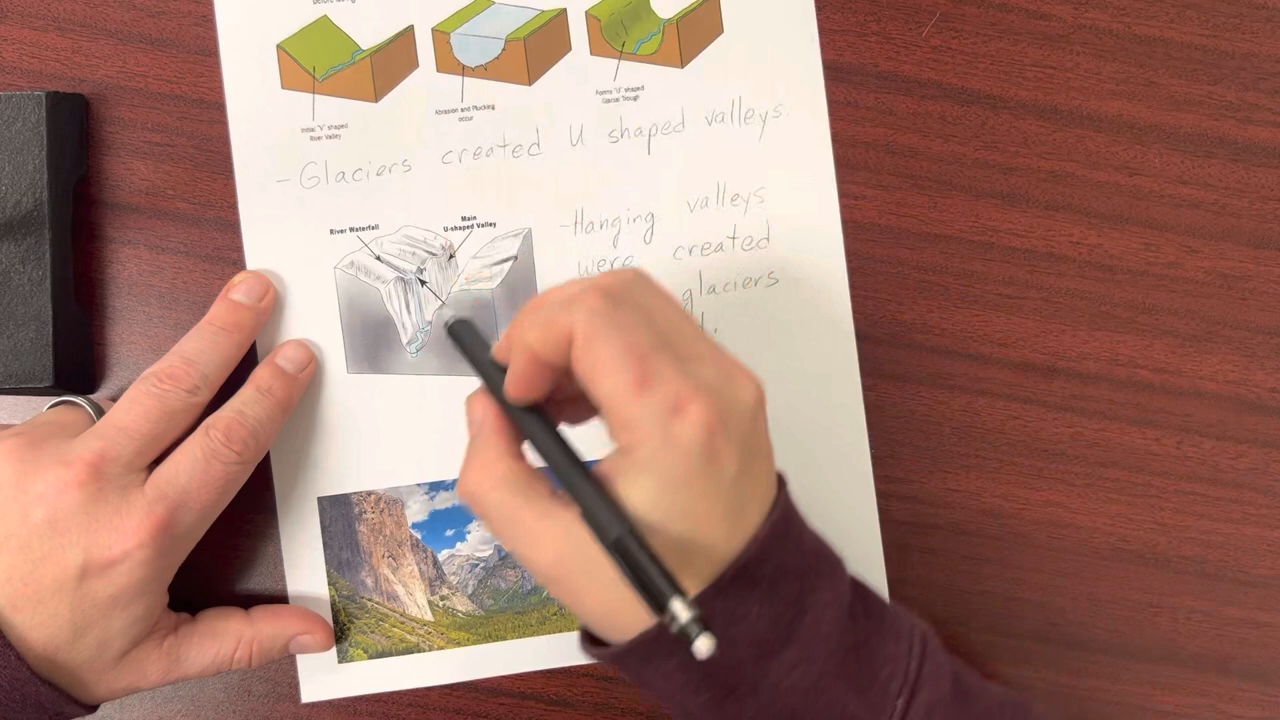 Initial "V" shaped
River Valley
Abrasion and Plucking
occur
Forms "U" shaped
Glacial Trough
- Glaciers created U shaped valleys.
River Waterfall
Main
U-shaped Valley
- Hanging valleys
were created
glaciers